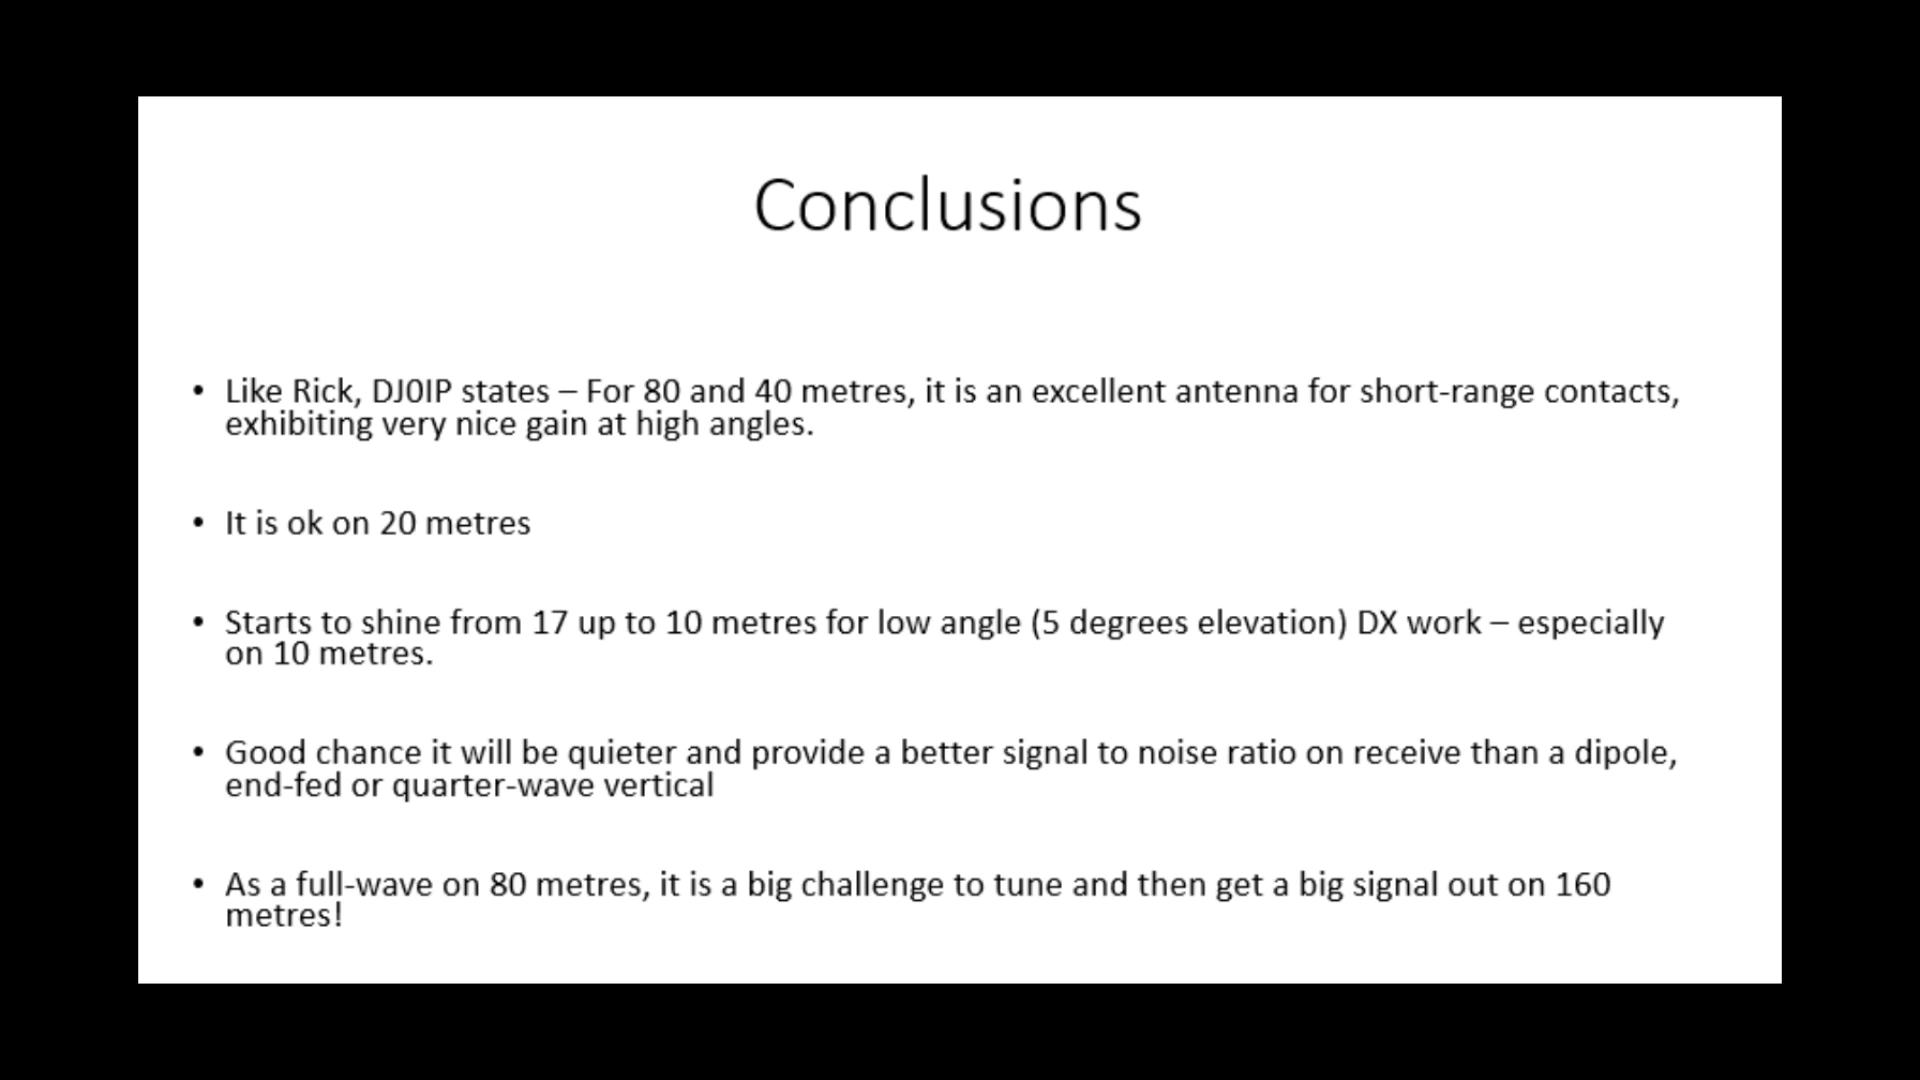 Conclusions
• Like Rick, DJ0IP states – For 80 and 40 metres, it is an excellent antenna for short-range contacts,
exhibiting very nice gain at high angles.
• It is ok on 20 metres
• Starts to shine from 17 up to 10 metres for low angle (5 degrees elevation) DX work – especially
on 10 metres.
• Good chance it will be quieter and provide a better signal to noise ratio on receive than a dipole,
end-fed or quarter-wave vertical
• As a full-wave on 80 metres, it is a big challenge to tune and then get a big signal out on 160
metres!